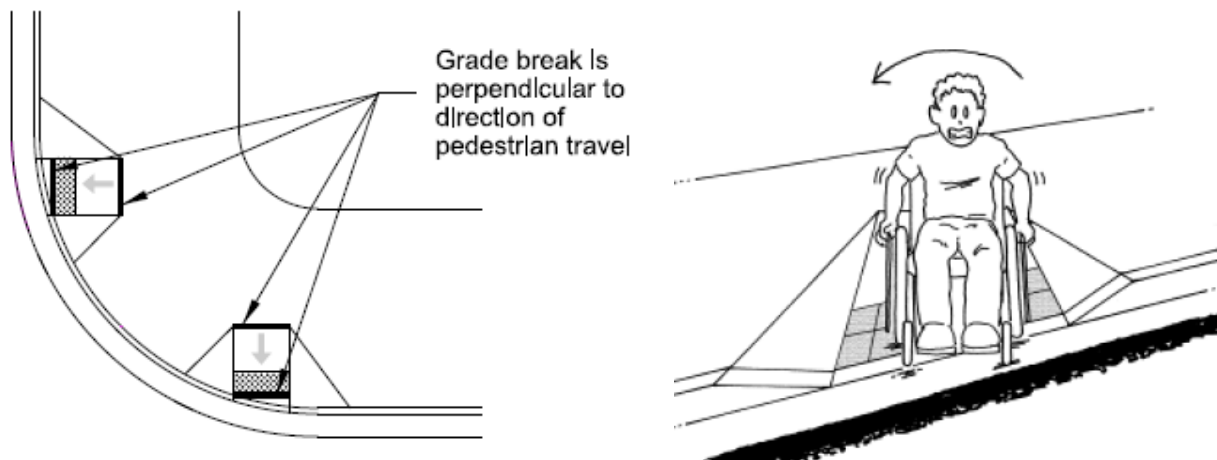 Grade break is
perpendicular to
direction of
pedestrian travel